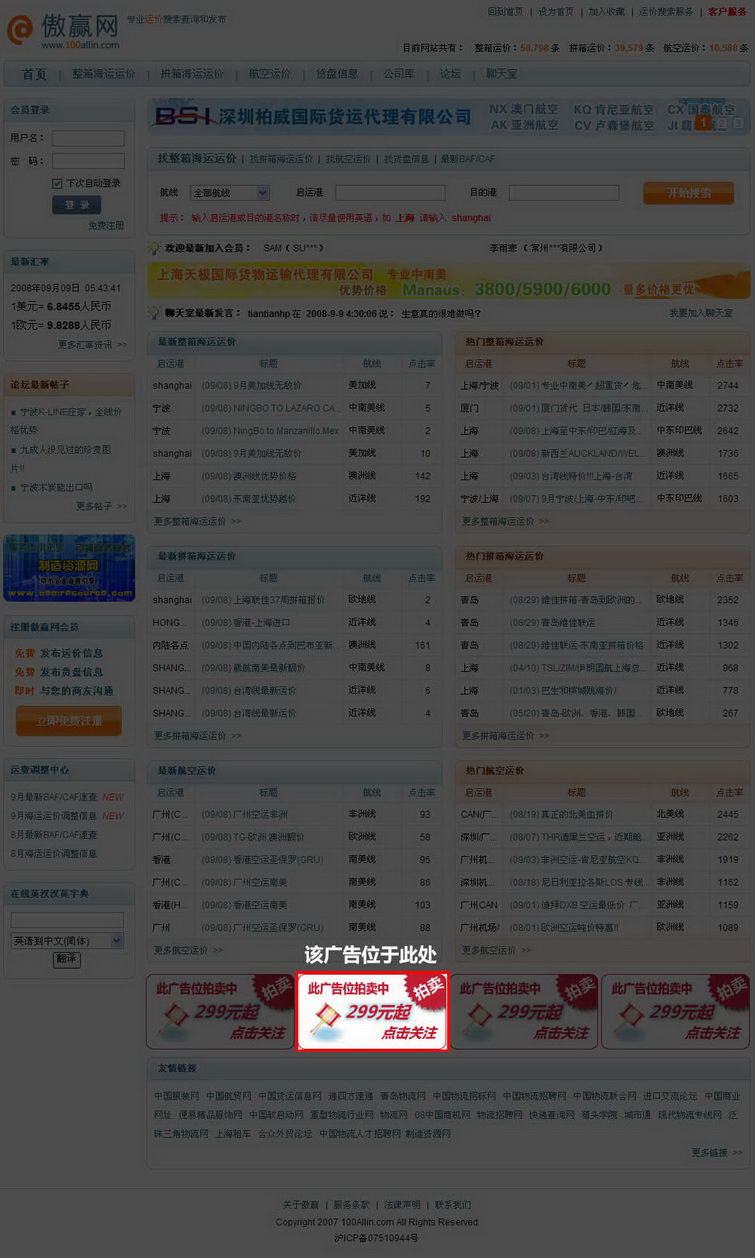 回到首页 | 设为首页 | 加入收藏 | 运价搜索服务 | 客户服务
傲赢网
专业运价搜索查询和发布
www.100allin.com
目前网站共有： 整箱运价：58,798 条 拼箱运价：39,579 条 航空运价：10,588 条
首页 | 整箱海运运价 | 拼箱海运运价 | 航空运价 | 货盘信息 | 公司库 | 论坛 | 聊天室
会员登录
用户名：
密 码：
下次自动登录
登 录
免费注册
BSI 深圳柏威国际货运代理有限公司
NX 澳门航空 KQ 肯尼亚航空 CX 国泰航空
AK 亚洲航空 CV 卢森堡航空 JI
1 2 3
找整箱海运运价 | 找拼箱海运运价 | 找航空运价 | 找货盘信息 | 最新BAF/CAF
航线 全部航线 启运港 目的港 开始搜索
提示： 输入启运港或目的港名称时，请尽量使用英语，如 上海 请输入 shanghai
欢迎最新加入会员： SAM ( SU***) 李雨寒 ( 常州***有限公司 )
最新汇率
2008年09月09日 05:43:41
1美元= 6.8455人民币
1欧元= 9.8288人民币
更多汇率资讯 >>
上海天极国际货物运输代理有限公司 专业中南美
优势价格 Manaus: 3800/5900/6000 量多价格更优
聊天室最新发言： tiantianhp 在 2008-9-9 4:30:06 说： 生意真的很难做吗?
我要加入聊天室
论坛最新帖子
宁波K-LINE庄家，全线价
格优势
九成人没见过的珍贵图
片!!
宁波木炭能出口吗
更多帖子 >>
最新整箱海运运价
启运港 标题 航线 点击率
shanghai (09/08) 9月美加线无敌价 美加线 7
宁波 (09/08) NINGBO TO LAZARO CA... 中南美线 5
宁波 (09/08) NingBo to Manzanillo.Mex 中南美线 2
shanghai (09/08) 9月美加线无敌价 美加线 10
上海 (09/08) 澳洲线优势价格 澳洲线 142
上海 (09/08) 东南亚优势越价 近洋线 192
更多整箱海运运价 >>
热门整箱海运运价
启运港 标题 航线 点击率
上海/宁波 (09/01) 专业中南美／超重货／危... 中南美线 2744
厦门 (09/01) 厦门货代 日本/韩国/东南... 近洋线 2732
上海 (09/08) 上海至中东/印巴/红海及... 中东印巴线 2642
上海 (09/08) 新西兰AUCKLAND/WEL... 澳洲线 1736
上海 (09/03) 台湾线特价!!!上海-台湾 近洋线 1665
宁波/上海 (09/07) 9月宁波/上海-中东/印吧... 中东印巴线 1603
更多整箱海运运价 >>
制造资源网
注册傲赢网会员
免费 发布运价信息
免费 发布货盘信息
即时 与您的商友沟通
立即免费注册
最新拼箱海运运价
启运港 标题 航线 点击率
shanghai (09/08) 上海联佳37周拼箱报价 欧地线 2
HONG... (09/08) 香港-上海进口 近洋线 4
内陆各点 (09/08) 中国内陆各点到巴布亚新 澳洲线 161
SHANG... (09/08) 晟航南美最新靓价 中南美线 8
SHANG... (09/08) 台湾线最新运价 近洋线 6
SHANG... (09/08) 台湾线最新运价 近洋线 4
更多拼箱海运运价 >>
热门拼箱海运运价
启运港 标题 航线 点击率
青岛 (08/29) 维佳拼箱-青岛到欧洲的... 欧地线 2352
青岛 (08/29) 青岛维佳联运 近洋线 1346
青岛 (08/29) 维佳联运-东南亚拼箱价格 近洋线 1302
上海 (04/10) TSL/ZIM/伊朗国航上海总... 近洋线 968
上海 (01/03) 巴生和槟城跳海价! 近洋线 778
青岛 (05/20) 青岛-欧洲、香港、韩国... 欧地线 267
更多拼箱海运运价 >>
运费调整中心
9月最新BAF/CAF速查 NEW
9月海运运价调整信息 NEW
8月最新BAF/CAF速查
8月海运运价调整信息
最新航空运价
启运港 标题 航线 点击率
广州(C... (09/08) 广州空运非洲 非洲线 93
广州(C... (09/08) TG-欧洲.澳洲靓价 欧洲线 58
香港 (09/08) 香港空运圣保罗(GRU) 南美线 95
广州(C... (09/08) 广州空运南美 南美线 86
香港(H... (09/08) 香港空运南美 南美线 103
广州 (09/08) 广州空运圣保罗(GRU) 南美线 88
更多航空运价 >>
热门航空运价
启运港 标题 航线 点击率
CAN/广... (08/19) 真正的北美血拼价 北美线 2445
深圳/广... (08/07) THR德黑兰空运，近期舱... 亚洲线 2262
广州机... (09/03) 非洲空运-肯尼亚航空KQ... 非洲线 1919
深圳机... (08/18) 尼日利亚拉各斯LOS 专线... 非洲线 1162
广州CAN (09/01) 迪拜DXB 空运最低价 广... 亚洲线 1159
广州机场/ (08/01) 欧洲空运吨价特惠!! 欧洲线 1089
更多航空运价 >>
在线英汉汉英字典
英语到中文(简体)
翻译
该广告位于此处
此广告位拍卖中 拍卖
299元起
点击关注
此广告位拍卖中 拍卖
299元起
点击关注
此广告位拍卖中 拍卖
299元起
点击关注
此广告位拍卖中 拍卖
299元起
点击关注
友情链接
中国服装网 中国航贸网 中国货运信息网 递四方速递 青岛物流网 中国物流招标网 中国物流招聘网 中国物流联合网 进口交流论坛 中国商业
网址 便易精品服饰网 中国软启动网 重型物流行业网 物流网 08中国商机网 物流招聘网 快递查询网 猎头学院 城市通 现代物流专线网 泛
珠三角物流网 上海租车 合众外贸论坛 中国物流人才招聘网 制造资源网
更多链接 >>
关于傲赢 | 服务条款 | 法律声明 | 联系我们
Copyright 2007 100Allin.com All Rights Reserved
沪ICP备07510944号